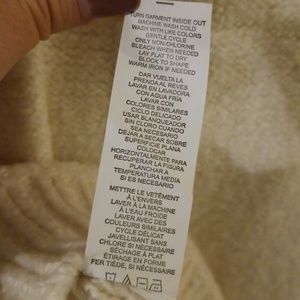 TURN GARMENT INSIDE OUT
MACHINE WASH COLD
WASH WITH LIKE COLORS
GENTLE CYCLE
ONLY NON-CHLORINE
BLEACH WHEN NEEDED
LAY FLAT TO DRY
BLOCK TO SHAPE
WARM IRON IF NEEDED
DAR VUELTA LA
PRENDA AL REVES
LAVAR EN LAVADORA
CON AGUA FRIA
LAVAR CON
COLORES SIMILARES
CICLO DELICADO
USAR BLANQUEADOR
SIN CLORO CUANDO
SEA NECESARIO
DEJAR A SECAR SOBRE
SUPERFICIE PLANA
COLOCAR
HORIZONTALMENTE PARA
RECUPERAR LA FIGURA
PLANCHAR A
TEMPERATURA MEDIA
SI ES NECESARIO
METTRE LE VETÊMENT
À L'ENVERS
LAVER À LA MACHINE
À L'EAU FROIDE
LAVER AVEC DES
COULEURS SIMILAIRES
CYCLE DÉLICAT
JAVELLISANT SANS
CHLORE SI NÉCESSAIRE
SÉCHAGE À PLAT
ÉTIRAGE EN FORME
FER TIÈDE, SI NÉCESSAIRE